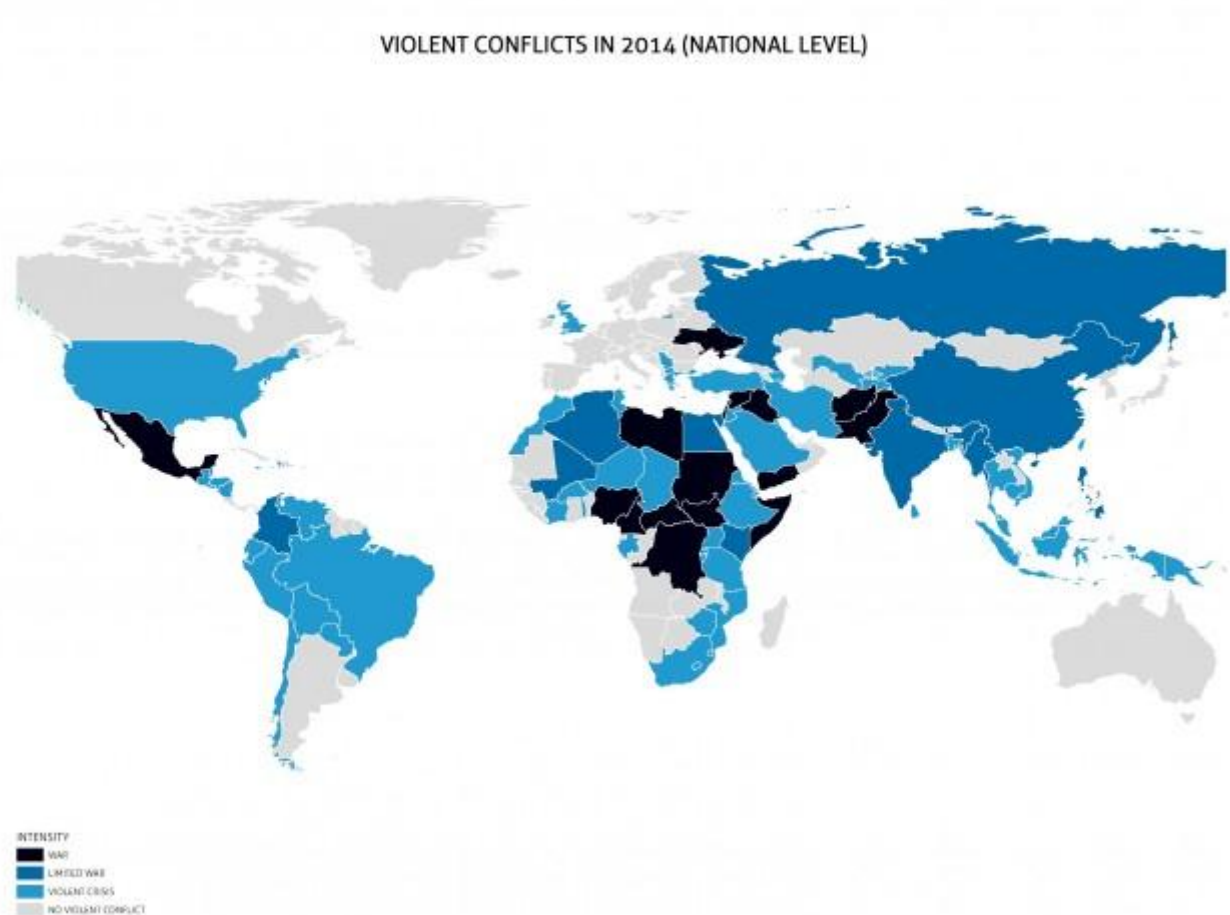 VIOLENT CONFLICTS IN 2014 (NATIONAL LEVEL)
INTENSITY
WAR
LIMITED WAR
VIOLENT CRISIS
NO VIOLENT CONFLICT